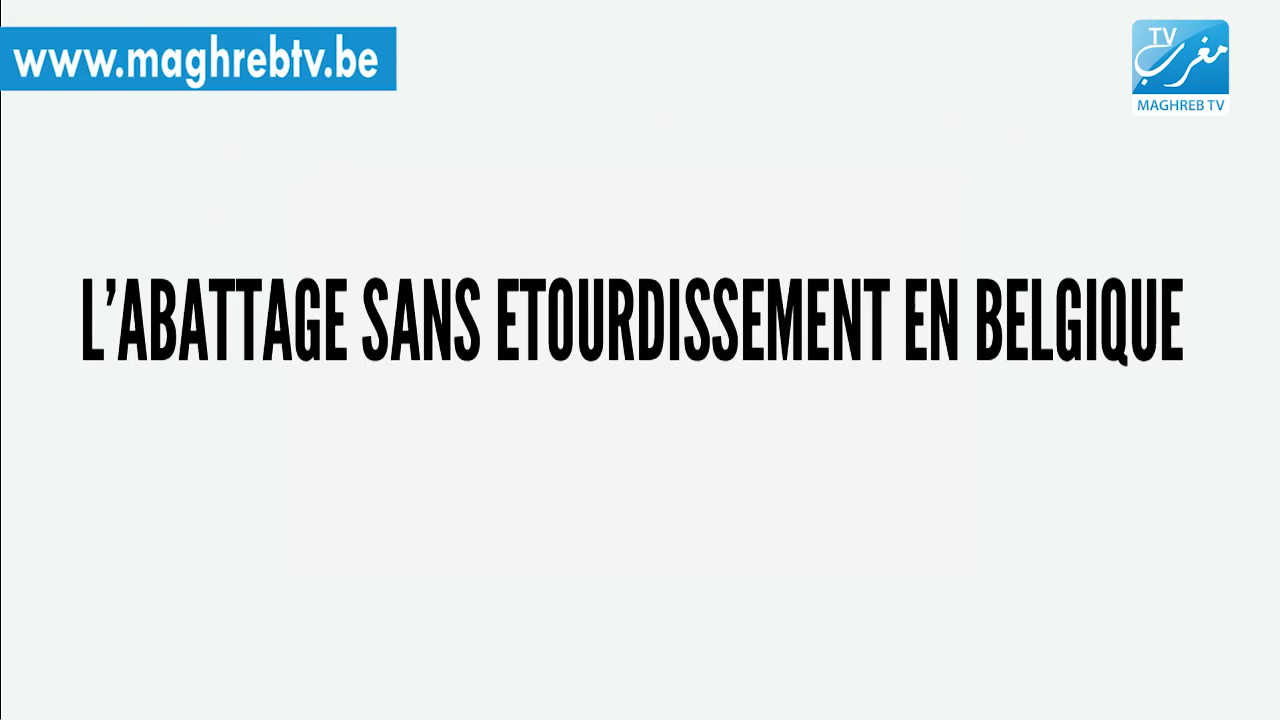 www.maghrebtv.be
TV
مغرب
MAGHREB TV
L’ABATTAGE SANS ETOURDISSEMENT EN BELGIQUE